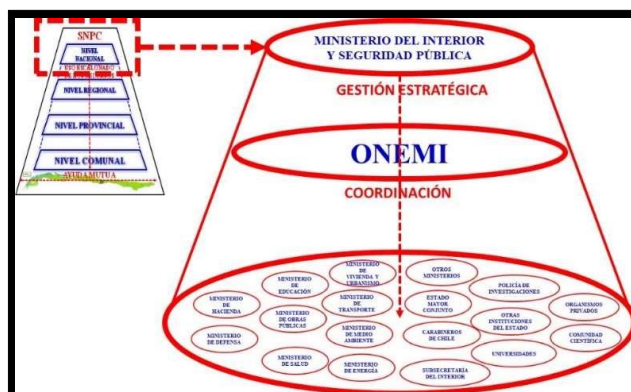 SNPC
NIVEL
NACIONAL
NIVEL REGIONAL
NIVEL PROVINCIAL
NIVEL COMUNAL
AYUDA MUTUA
MINISTERIO DEL INTERIOR
Y SEGURIDAD PÚBLICA
GESTIÓN ESTRATÉGICA
ONEMI
COORDINACIÓN
MINISTERIO
DE
HACIENDA
MINISTERIO
DE DEFENSA
MINISTERIO
DE
EDUCACIÓN
MINISTERIO
DE OBRAS
PÚBLICAS
MINISTERIO
DE SALUD
MINISTERIO
DE
VIVIENDA Y
URBANISMO
MINISTERIO
DE
TRANSPORTE
MINISTERIO
DE MEDIO
AMBIENTE
MINISTERIO
DE ENERGÍA
OTROS
MINISTERIOS
ESTADO
MAYOR
CONJUNTO
CARABINEROS
DE CHILE
SUBSECRETARIA
DEL INTERIOR
POLICÍA DE
INVESTIGACIONES
OTRAS
INSTITUCIONES
DEL ESTADO
UNIVERSIDADES
ORGANISMOS
PRIVADOS
COMUNIDAD
CIENTÍFICA